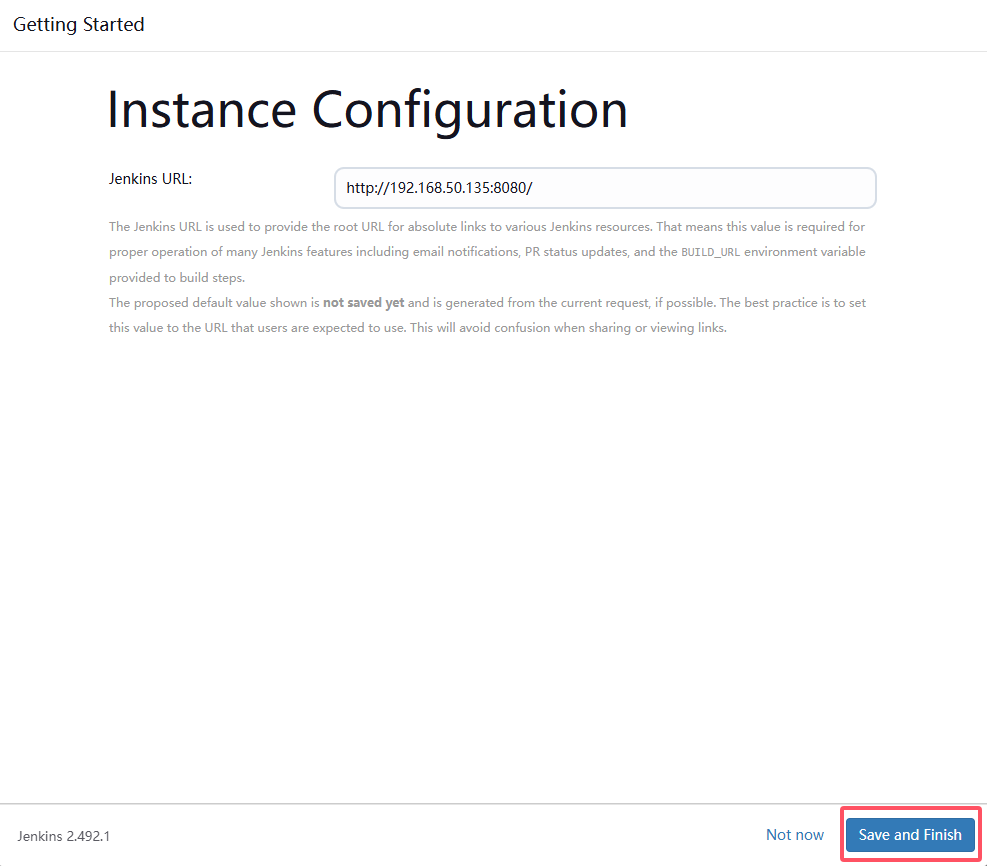 Getting Started
Instance Configuration
Jenkins URL:
http://192.168.50.135:8080/
The Jenkins URL is used to provide the root URL for absolute links to various Jenkins resources. That means this value is required for
proper operation of many Jenkins features including email notifications, PR status updates, and the BUILD_URL environment variable
provided to build steps.
The proposed default value shown is not saved yet and is generated from the current request, if possible. The best practice is to set
this value to the URL that users are expected to use. This will avoid confusion when sharing or viewing links.
Jenkins 2.492.1
Not now
Save and Finish